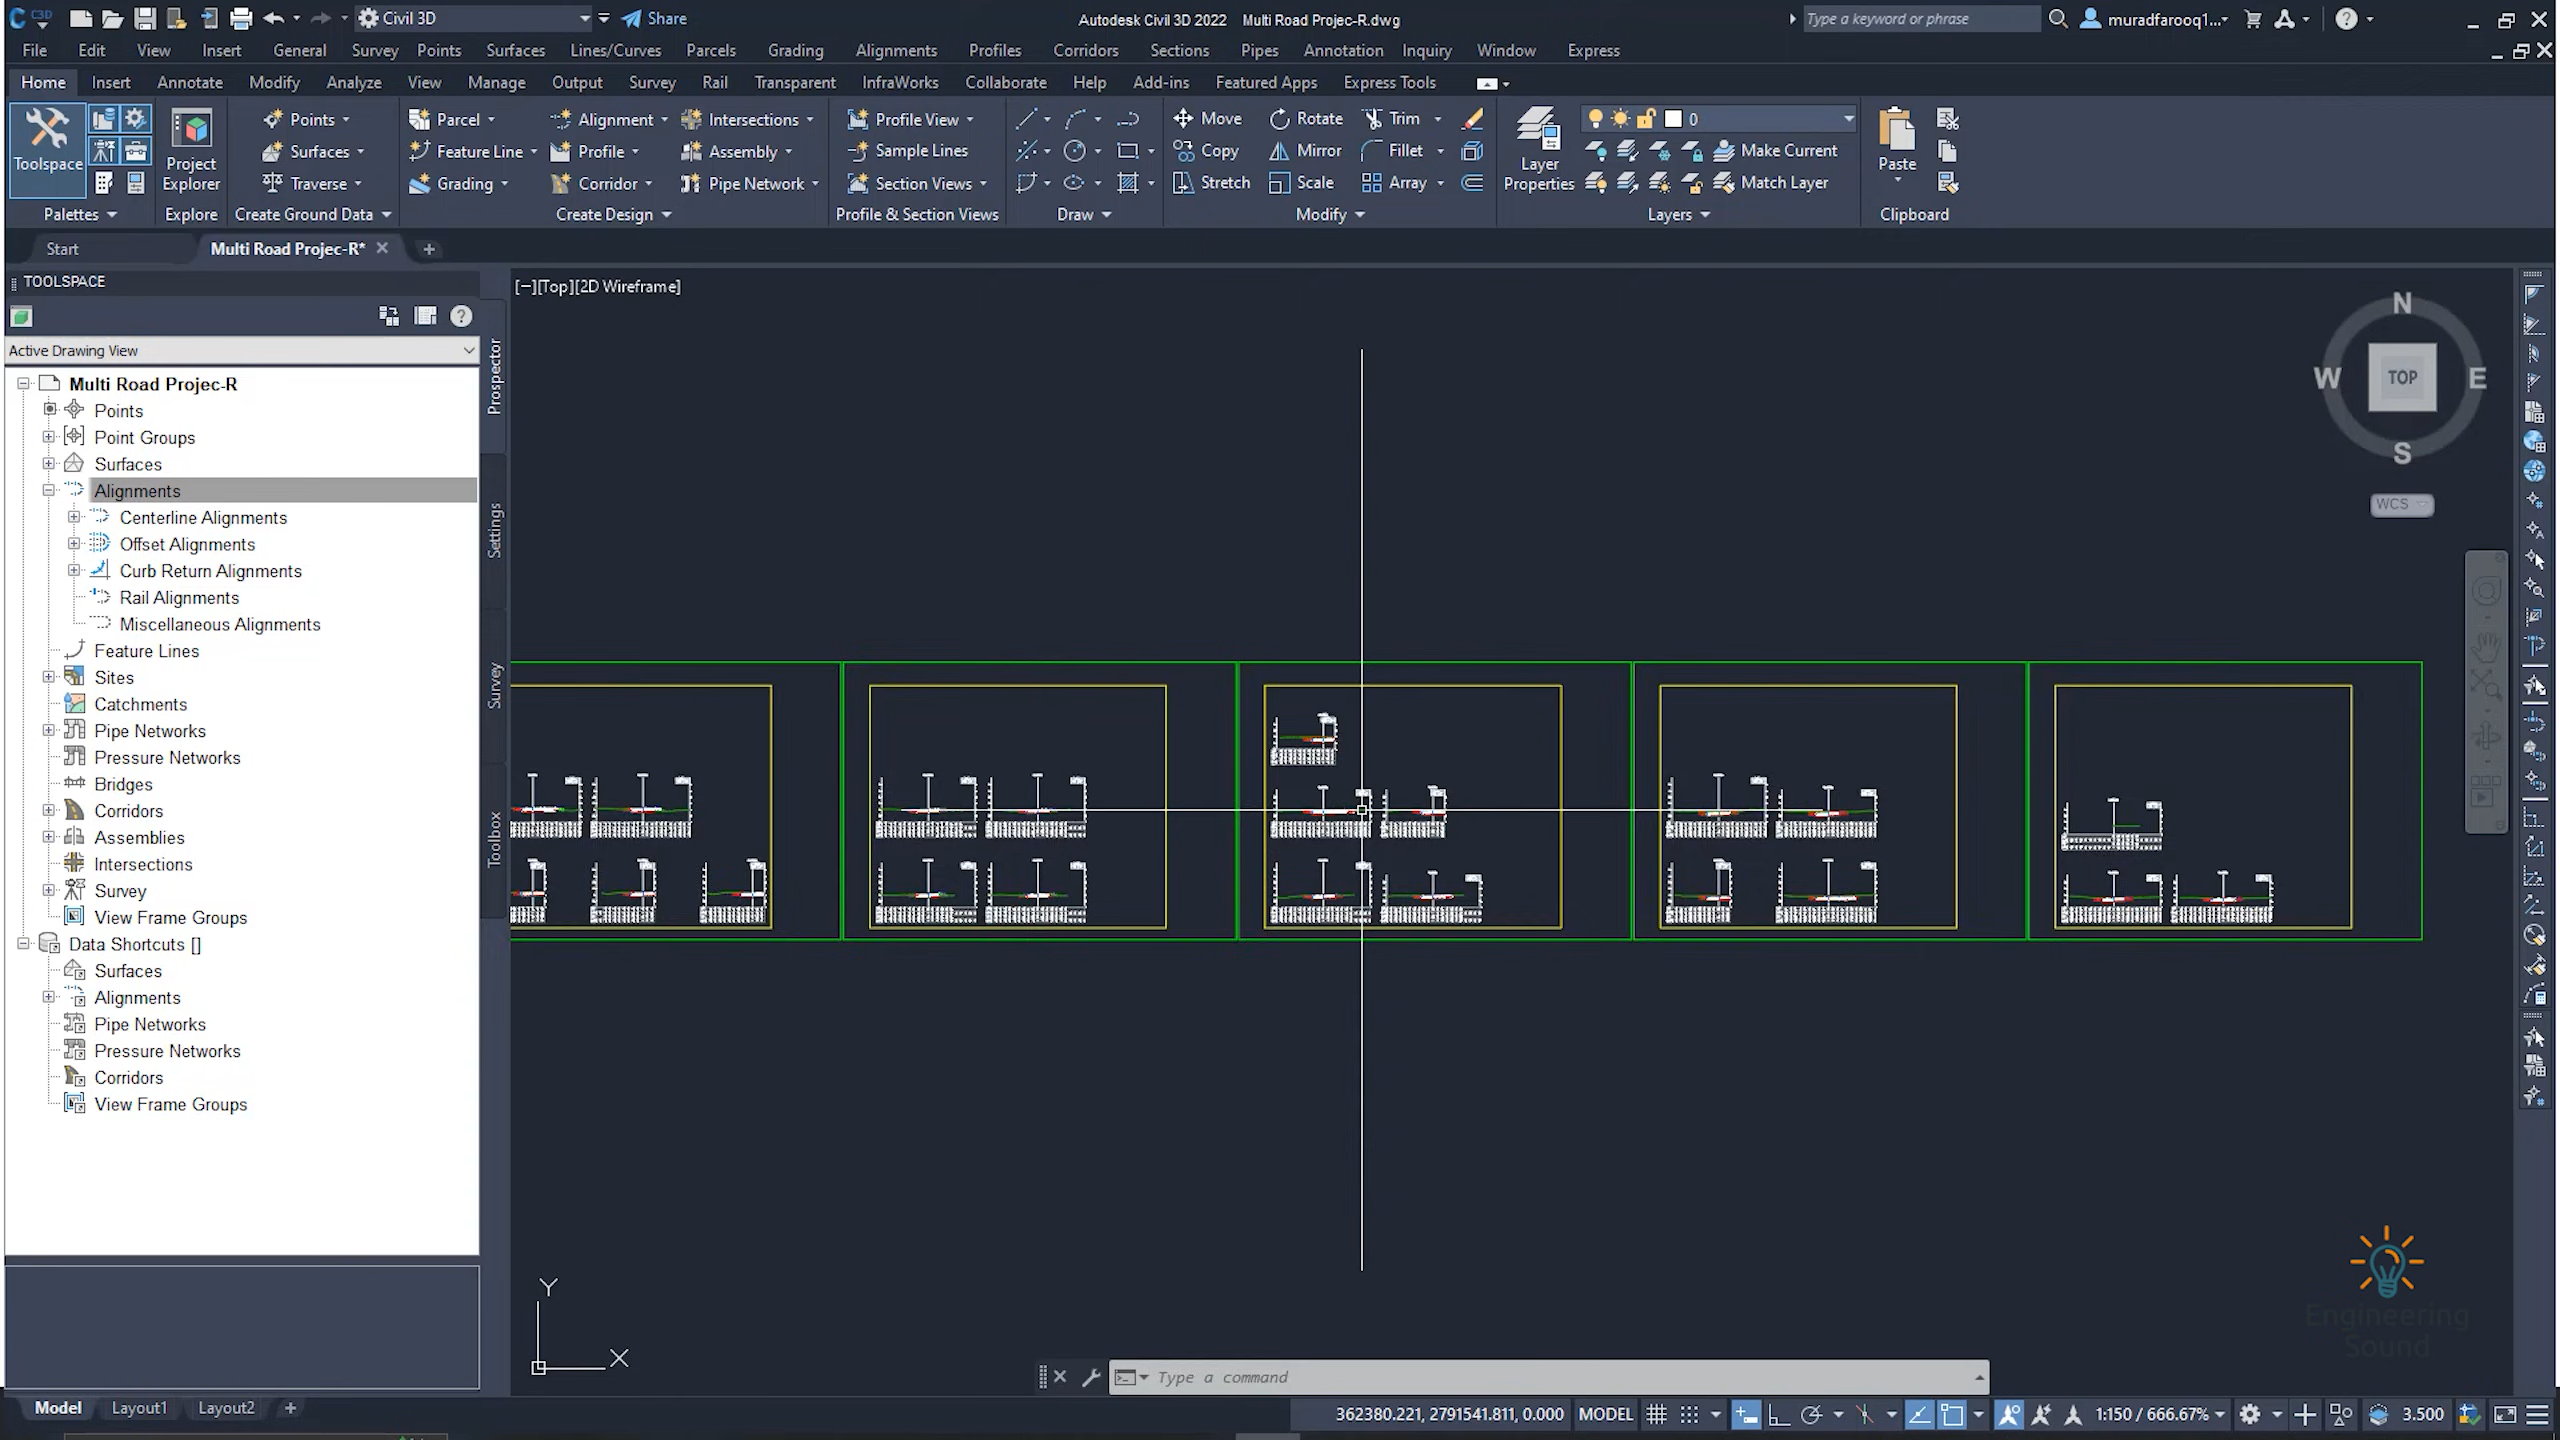 C3D Civil 3D Share Autodesk Civil 3D 2022 Multi Road Projec-R.dwg Type a keyword or phrase muradfarooq1...
File Edit View Insert General Survey Points Surfaces Lines/Curves Parcels Grading Alignments Profiles Corridors Sections Pipes Annotation Inquiry Window Express
Home Insert Annotate Modify Analyze View Manage Output Survey Rail Transparent InfraWorks Collaborate Help Add-ins Featured Apps Express Tools
Points Parcel Alignment Intersections Profile View Move Rotate Trim 0
Toolspace Project Explorer Surfaces Feature Line Profile Assembly Sample Lines Copy Mirror Fillet Layer Properties Make Current Paste
Traverse Grading Corridor Pipe Network Section Views Stretch Scale Array Match Layer
Palettes Explore Create Ground Data Create Design Profile & Section Views Draw Modify Layers Clipboard
Start Multi Road Projec-R*
TOOLSPACE
[−][Top][2D Wireframe]
Active Drawing View
Multi Road Projec-R
Points
Point Groups
Surfaces
Alignments
Centerline Alignments
Offset Alignments
Curb Return Alignments
Rail Alignments
Miscellaneous Alignments
Feature Lines
Sites
Catchments
Pipe Networks
Pressure Networks
Bridges
Corridors
Assemblies
Intersections
Survey
View Frame Groups
Data Shortcuts []
Surfaces
Alignments
Pipe Networks
Pressure Networks
Corridors
View Frame Groups
Prospector
Settings
Survey
Toolbox
N
W TOP E
S
WCS
Y
X
Engineering
Sound
Type a command
Model Layout1 Layout2
362380.221, 2791541.811, 0.000 MODEL 1:150 / 666.67% 3.500